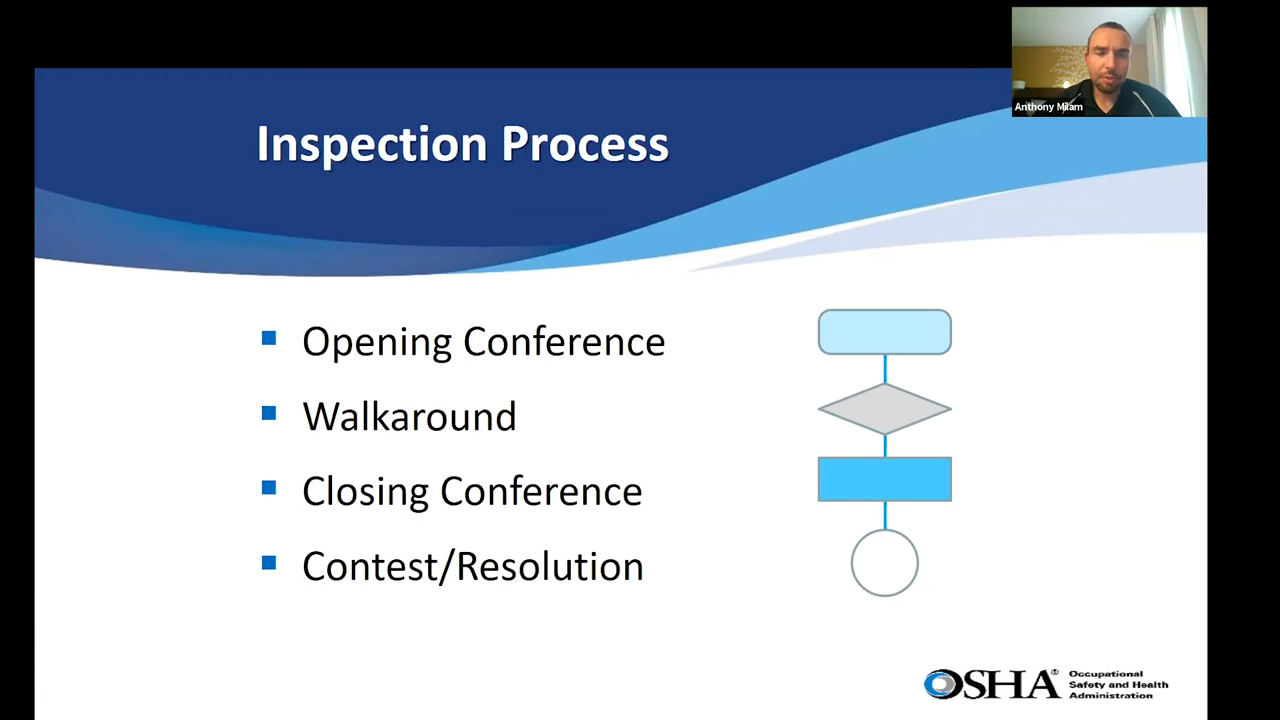 Anthony Milam
Inspection Process
Opening Conference
Walkaround
Closing Conference
Contest/Resolution
OSHA®
Occupational
Safety and Health
Administration